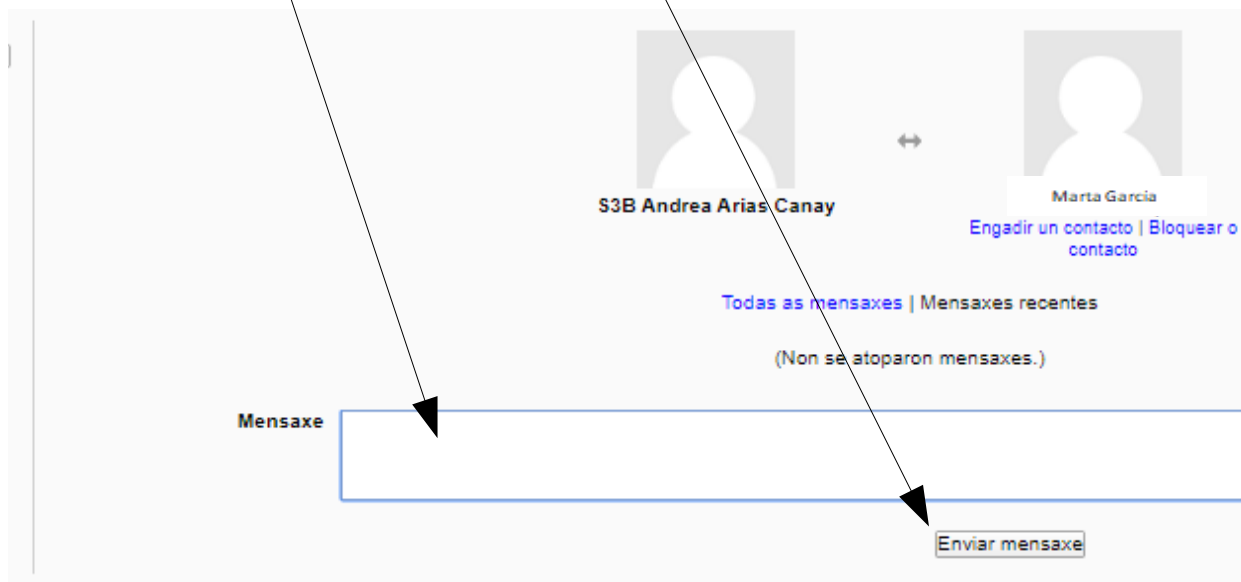 S3B Andrea Arias Canay
Marta García
Engadir un contacto | Bloquear o
contacto
Todas as mensaxes | Mensaxes recentes
(Non se atoparon mensaxes.)
Mensaxe
Enviar mensaxe